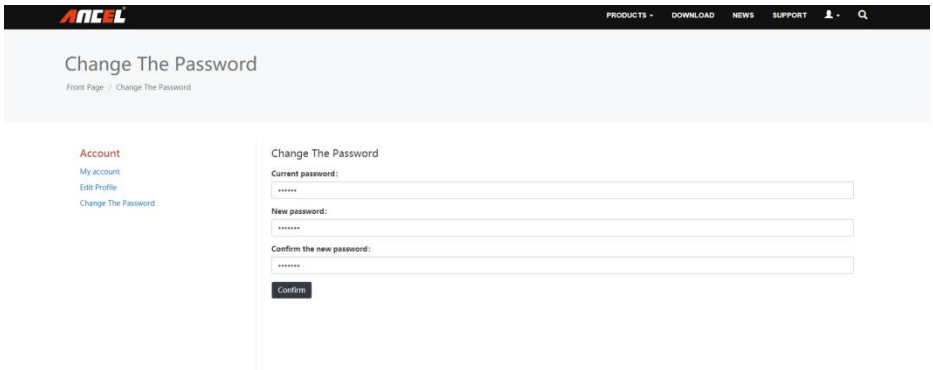 ANCEL
PRODUCTS DOWNLOAD NEWS SUPPORT
Change The Password
Front Page / Change The Password
Account
My account
Edit Profile
Change The Password
Change The Password
Current password:
••••••
New password:
•••••••
Confirm the new password:
•••••••
Confirm